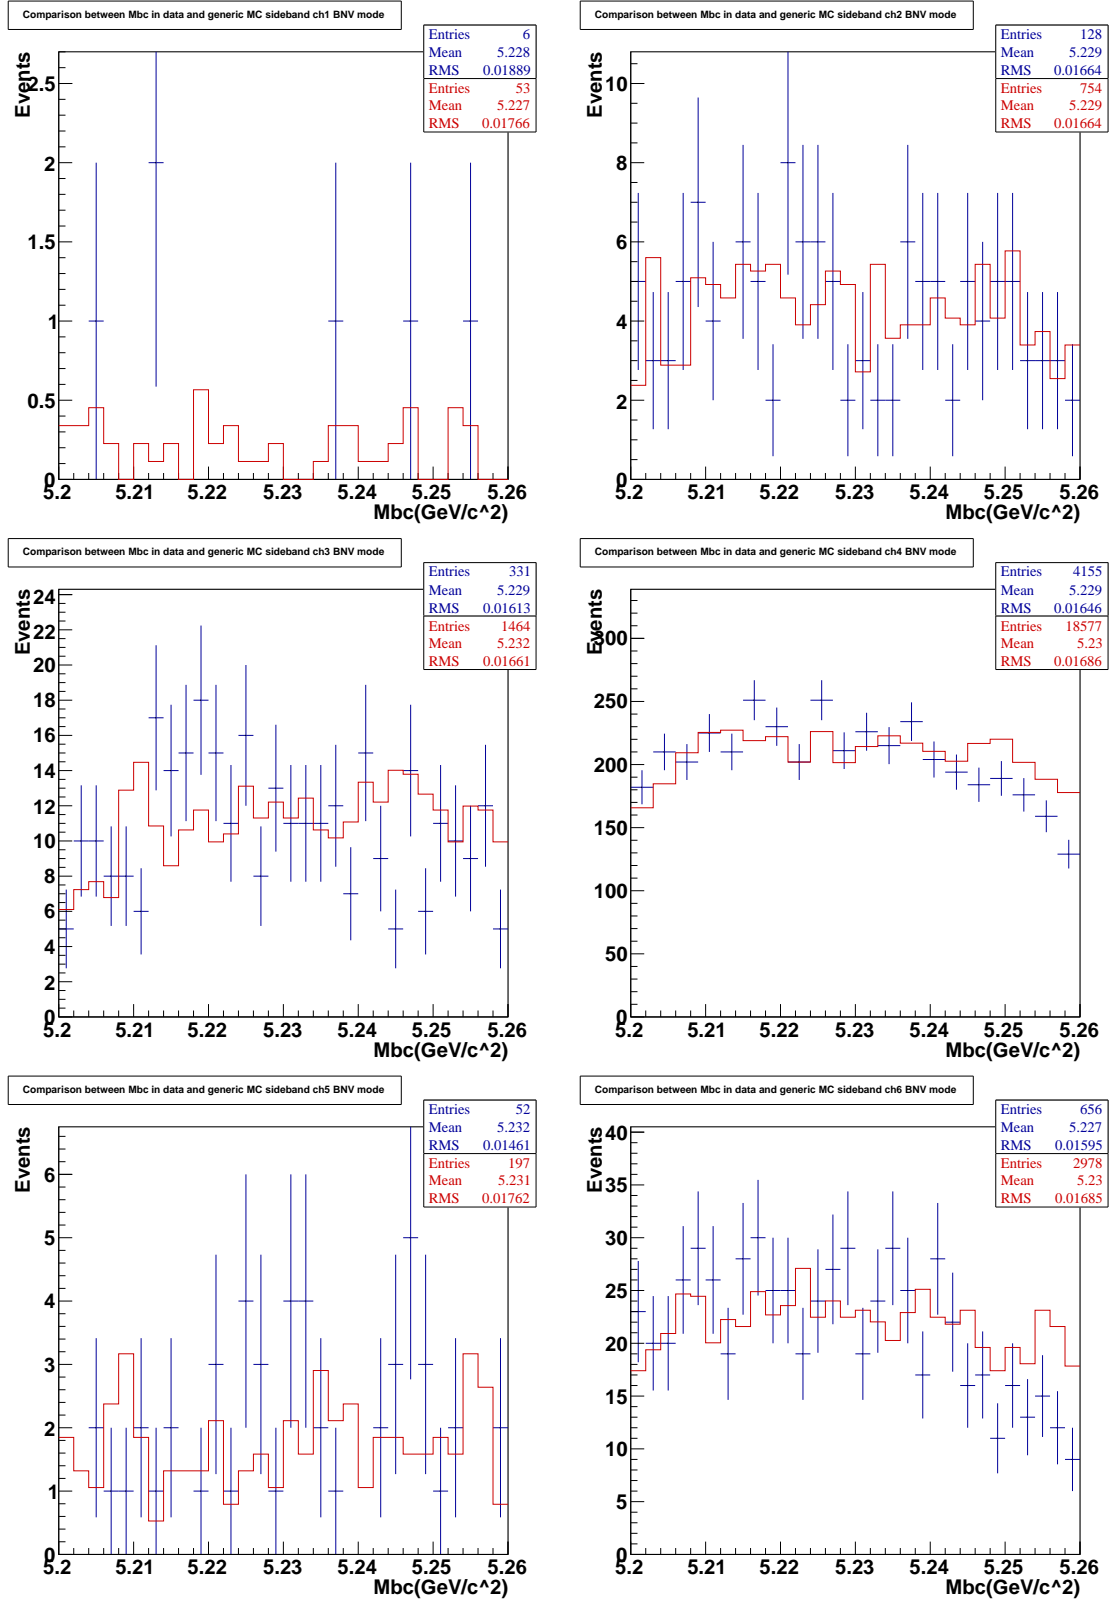 Comparison between Mbc in data and generic MC sideband ch1 BNV mode
Entries 6
Mean 5.228
RMS 0.01889
Entries 53
Mean 5.227
RMS 0.01766
Events
2.5
2
1.5
1
0.5
0
5.2 5.21 5.22 5.23 5.24 5.25 5.26
Mbc(GeV/c^2)
Comparison between Mbc in data and generic MC sideband ch2 BNV mode
Entries 128
Mean 5.229
RMS 0.01664
Entries 754
Mean 5.229
RMS 0.01664
Events
10
8
6
4
2
0
5.2 5.21 5.22 5.23 5.24 5.25 5.26
Mbc(GeV/c^2)
Comparison between Mbc in data and generic MC sideband ch3 BNV mode
Entries 331
Mean 5.229
RMS 0.01613
Entries 1464
Mean 5.232
RMS 0.01661
Events
24
22
20
18
16
14
12
10
8
6
4
2
0
5.2 5.21 5.22 5.23 5.24 5.25 5.26
Mbc(GeV/c^2)
Comparison between Mbc in data and generic MC sideband ch4 BNV mode
Entries 4155
Mean 5.229
RMS 0.01646
Entries 18577
Mean 5.23
RMS 0.01686
Events
300
250
200
150
100
50
0
5.2 5.21 5.22 5.23 5.24 5.25 5.26
Mbc(GeV/c^2)
Comparison between Mbc in data and generic MC sideband ch5 BNV mode
Entries 52
Mean 5.232
RMS 0.01461
Entries 197
Mean 5.231
RMS 0.01762
Events
6
5
4
3
2
1
0
5.2 5.21 5.22 5.23 5.24 5.25 5.26
Mbc(GeV/c^2)
Comparison between Mbc in data and generic MC sideband ch6 BNV mode
Entries 656
Mean 5.227
RMS 0.01595
Entries 2978
Mean 5.23
RMS 0.01685
Events
40
35
30
25
20
15
10
5
0
5.2 5.21 5.22 5.23 5.24 5.25 5.26
Mbc(GeV/c^2)